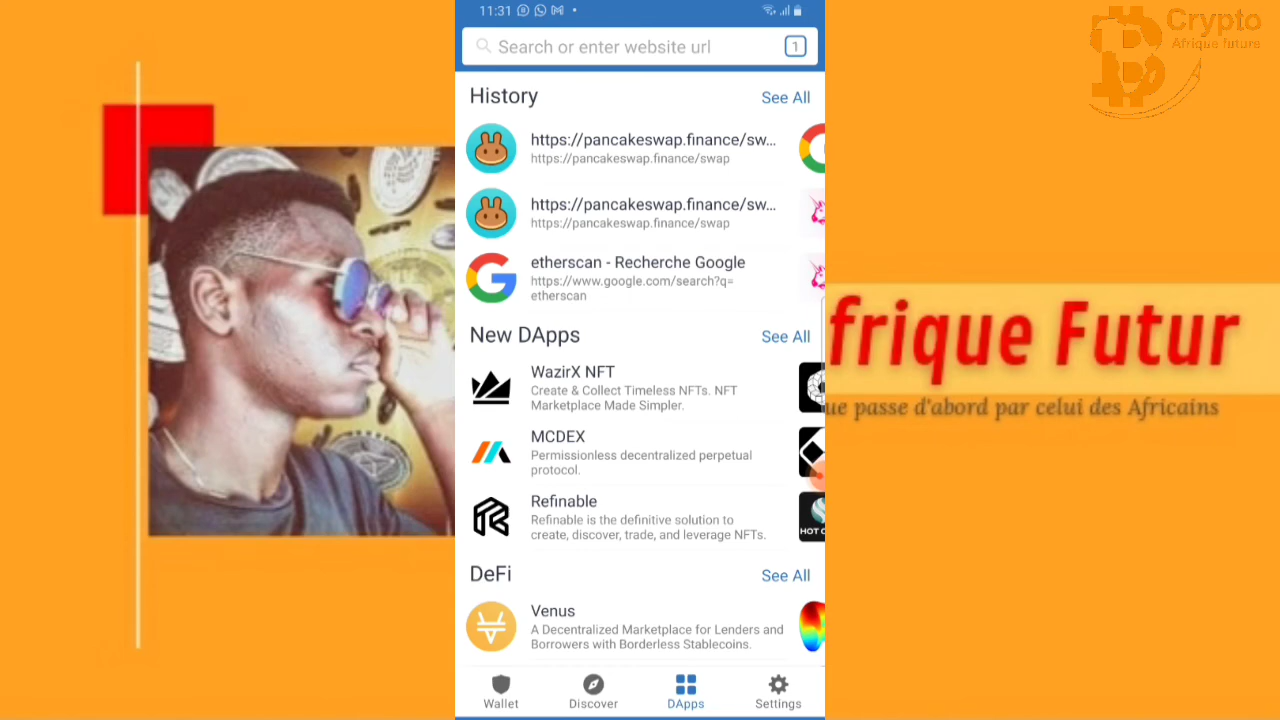 11:31
Search or enter website url
1
Crypto
Afrique future
History
See All
https://pancakeswap.finance/sw...
https://pancakeswap.finance/swap
https://pancakeswap.finance/sw...
https://pancakeswap.finance/swap
etherscan - Recherche Google
https://www.google.com/search?q=
etherscan
New DApps
See All
WazirX NFT
Create & Collect Timeless NFTs. NFT
Marketplace Made Simpler.
MCDEX
Permissionless decentralized perpetual
protocol.
Refinable
Refinable is the definitive solution to
create, discover, trade, and leverage NFTs.
HOT
DeFi
See All
Venus
A Decentralized Marketplace for Lenders and
Borrowers with Borderless Stablecoins.
Wallet
Discover
DApps
Settings
frique Futur
ue passe d'abord par celui des Africains